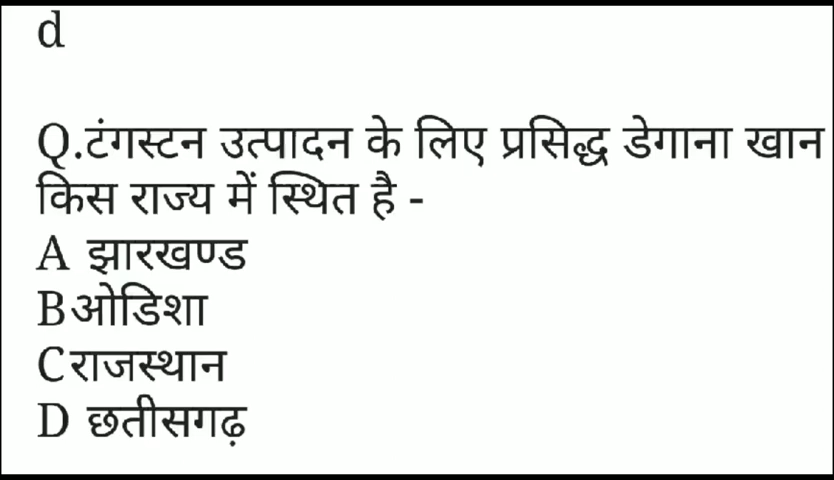 d
Q.टंगस्टन उत्पादन के लिए प्रसिद्ध डेगाना खान
किस राज्य में स्थित है -
A झारखण्ड
Bओडिशा
Cराजस्थान
D छतीसगढ़